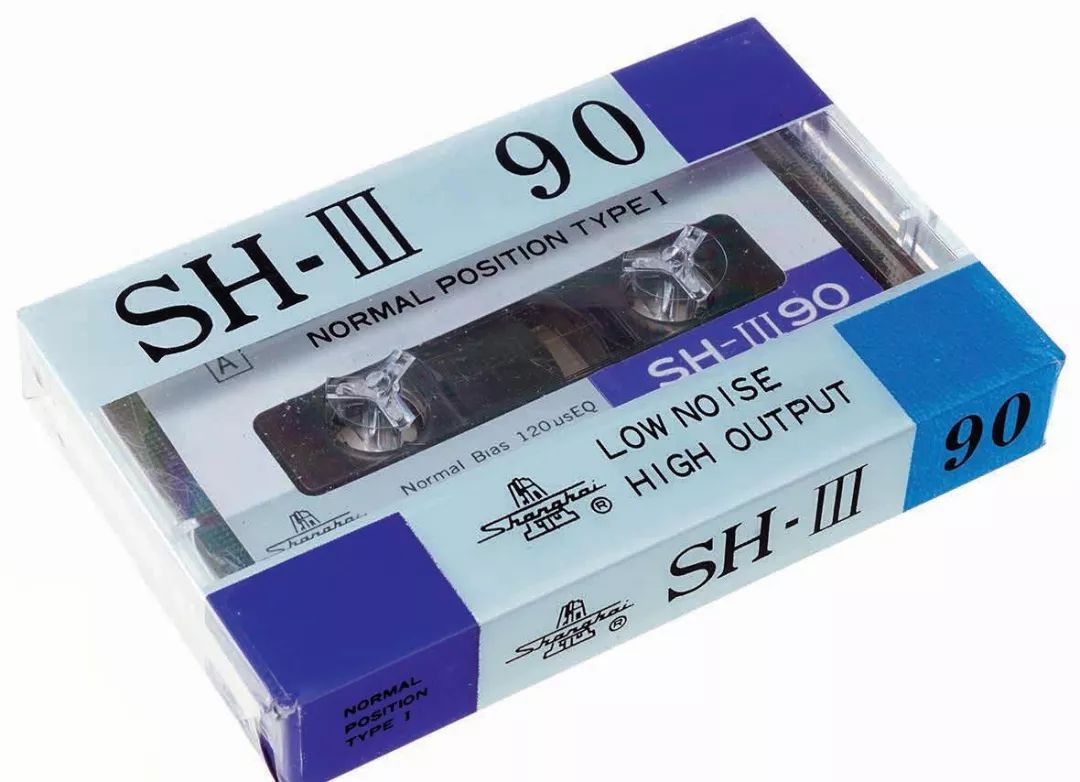 SH-III 90
NORMAL POSITION TYPE I
A
SH-III 90
Normal Bias 120µsEQ
Shanghai
LOW NOISE
HIGH OUTPUT
Shanghai ®
SH-III
90
Shanghai ®
NORMAL
POSITION
TYPE I